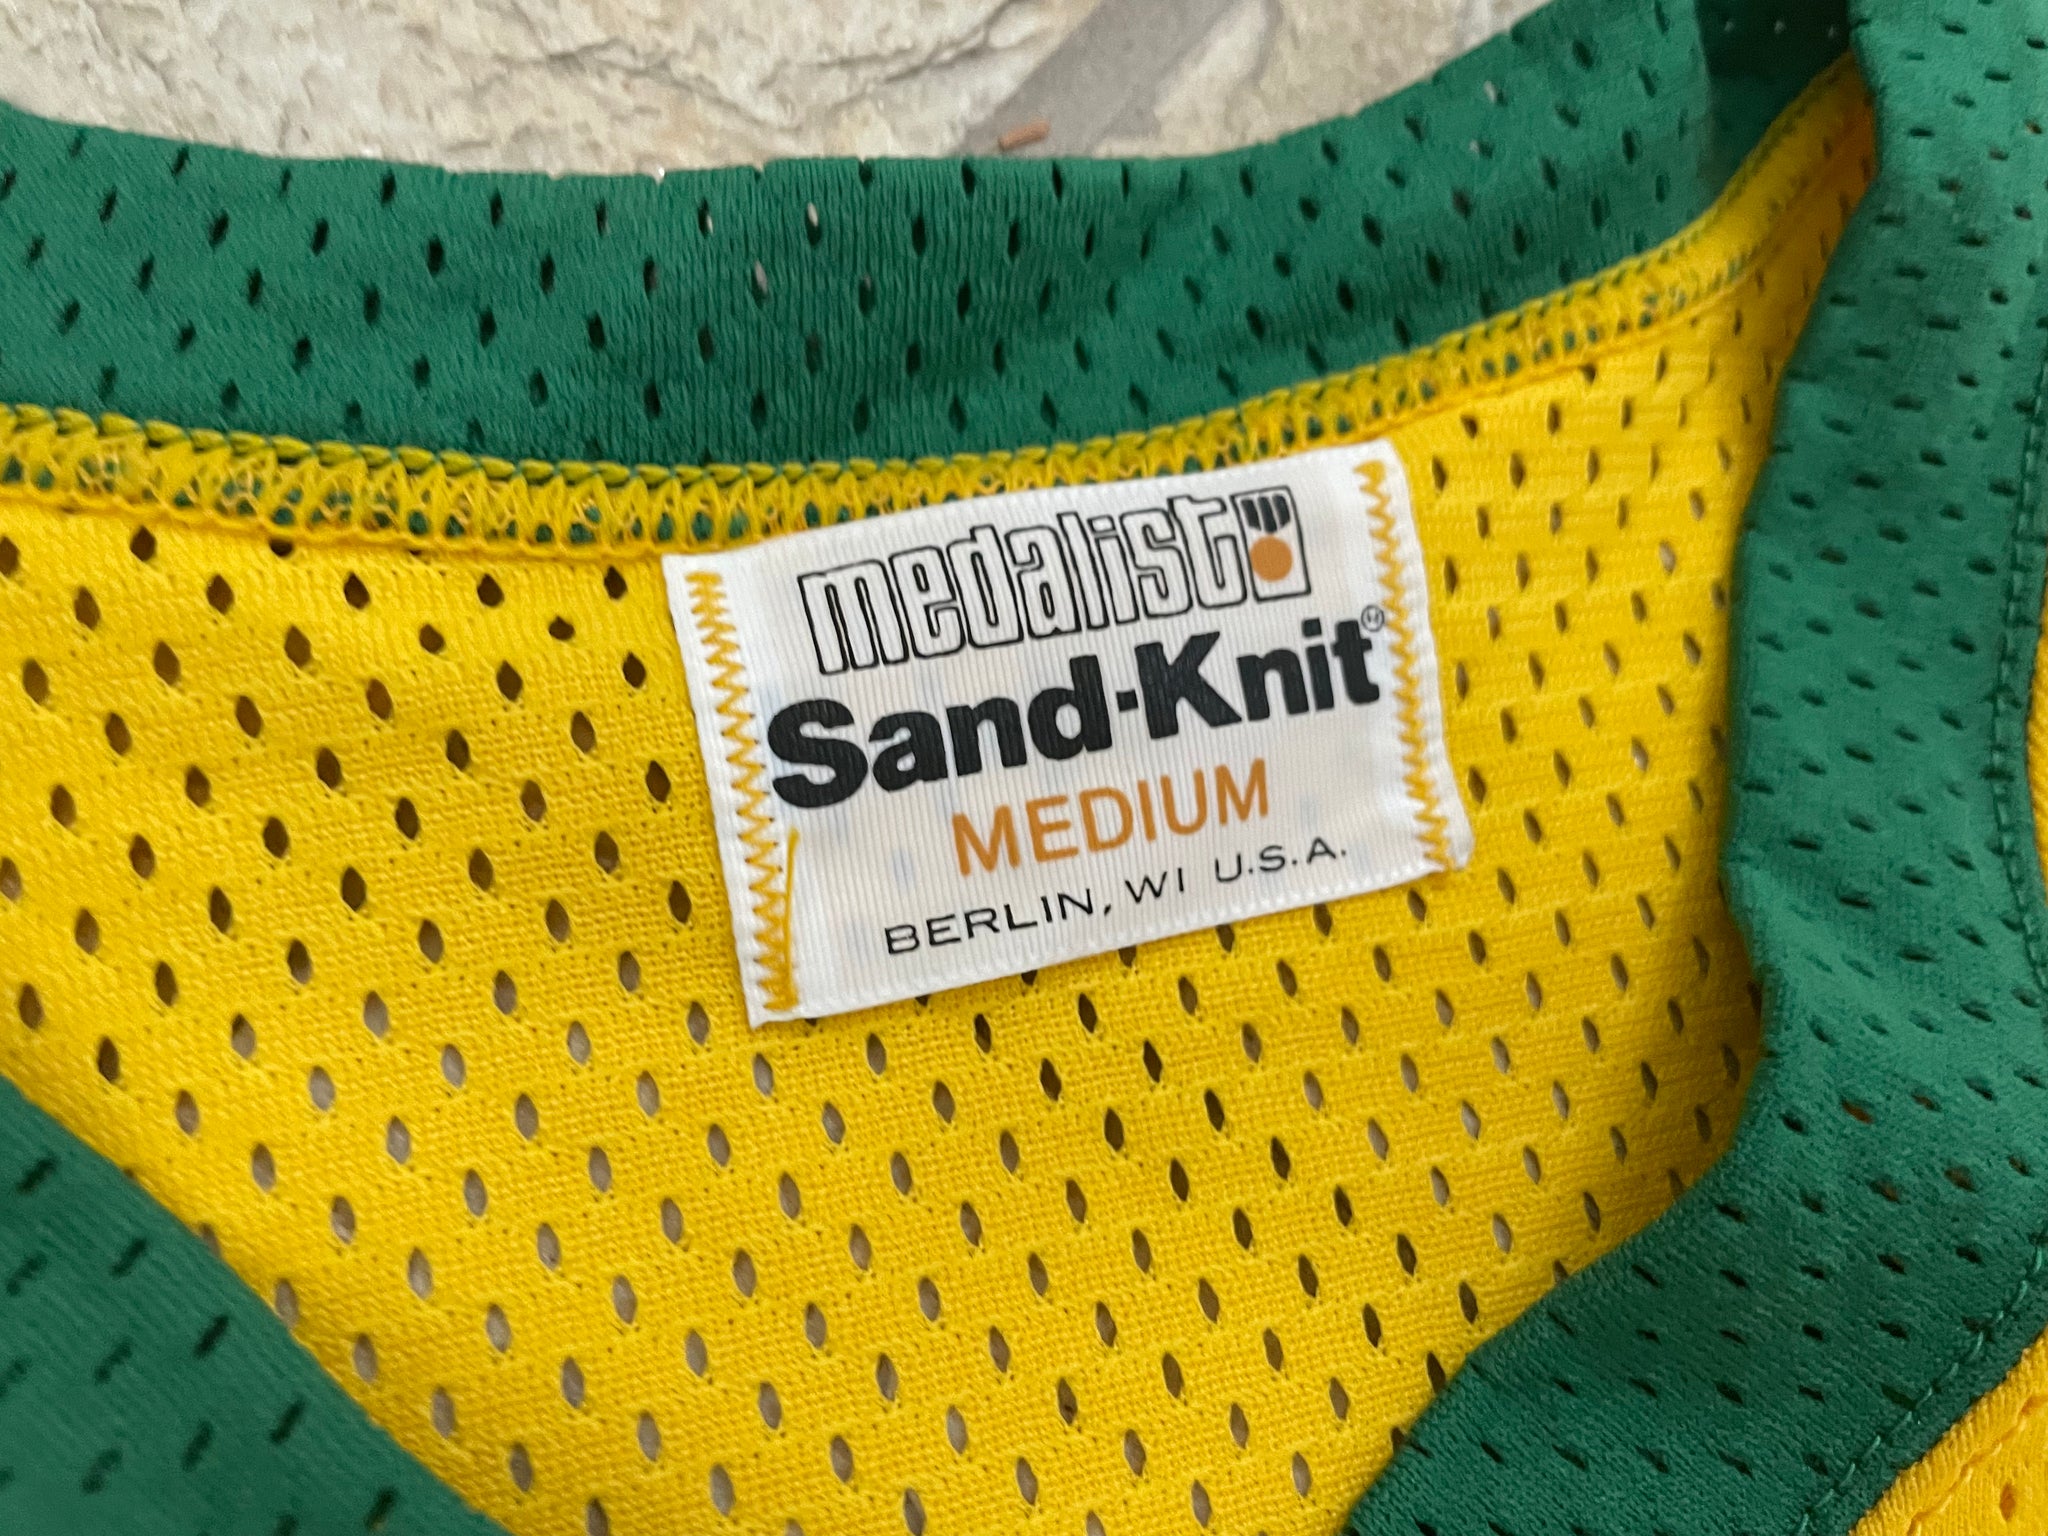 medalist
Sand-Knit®
MEDIUM
BERLIN, WI U.S.A.